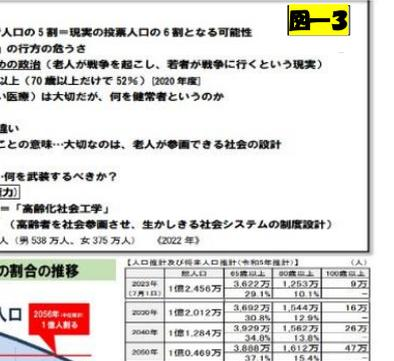 図ー3
人口の5割＝現実の投票人口の6割となる可能性
」の行方の危うさ
めの政治（老人が戦争を起こし、若者が戦争に行くという現実）
以上（70歳以上だけで52％）[2020年度]
い医療）は大切だが、何を健常者というのか
違い
ことの意味…大切なのは、老人が参画できる社会の設計
…何を武装するべきか？
力）
＝「高齢化社会工学」
（高齢者を社会参画させ、生かしきる社会システムの制度設計）
人（男538万人、女375万人） 《2022年》
の割合の推移
人口
2056年
1億人割る
【人口推計及び将来人口推計（令和5年推計）】 （人）
総人口 65歳以上 80歳以上 100歳以上
2023年 (7月1日) 1億2,456万 3,622万 29.1% 1,253万 10.1% 9万 －
2030年 1億2,012万 3,692万 30.8% 1,544万 12.9% 16万 －
2040年 1億1,284万 3,929万 34.8% 1,562万 13.8% 26万 －
2050年 1億0,469万 3,888万 37.1% 1,612万 15.4% 47万